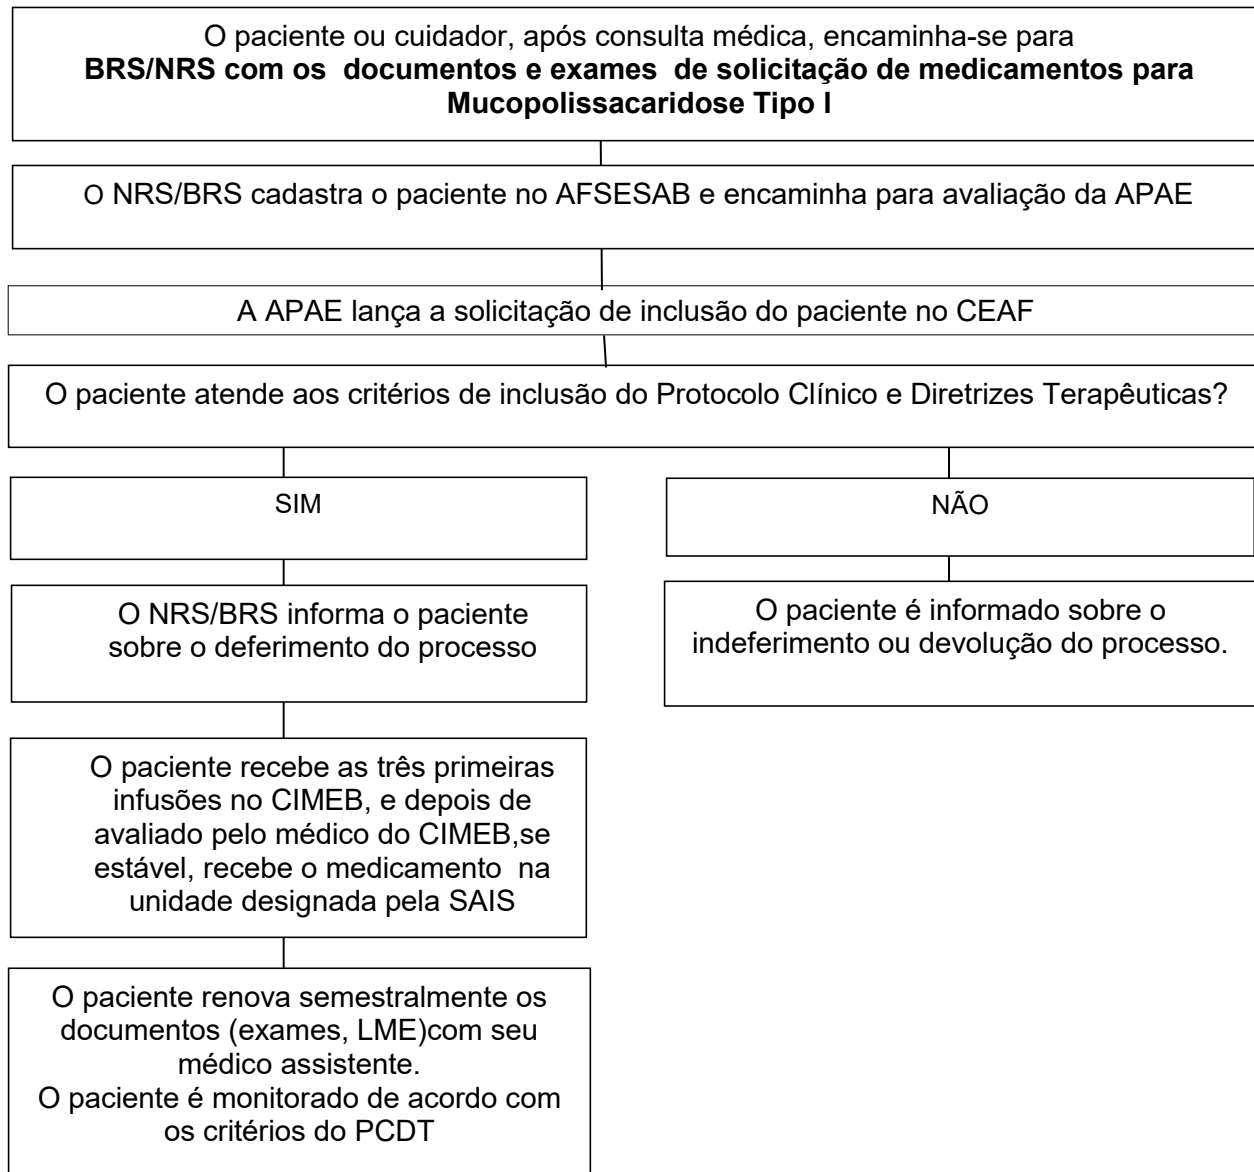 O paciente ou cuidador, após consulta médica, encaminha-se para
BRS/NRS com os documentos e exames de solicitação de medicamentos para
Mucopolissacaridose Tipo I
O NRS/BRS cadastra o paciente no AFSESAB e encaminha para avaliação da APAE
A APAE lança a solicitação de inclusão do paciente no CEAF
O paciente atende aos critérios de inclusão do Protocolo Clínico e Diretrizes Terapêuticas?
SIM
NÃO
O NRS/BRS informa o paciente
sobre o deferimento do processo
O paciente é informado sobre o
indeferimento ou devolução do processo.
O paciente recebe as três primeiras
infusões no CIMEB, e depois de
avaliado pelo médico do CIMEB,se
estável, recebe o medicamento na
unidade designada pela SAIS
O paciente renova semestralmente os
documentos (exames, LME)com seu
médico assistente.
O paciente é monitorado de acordo com
os critérios do PCDT